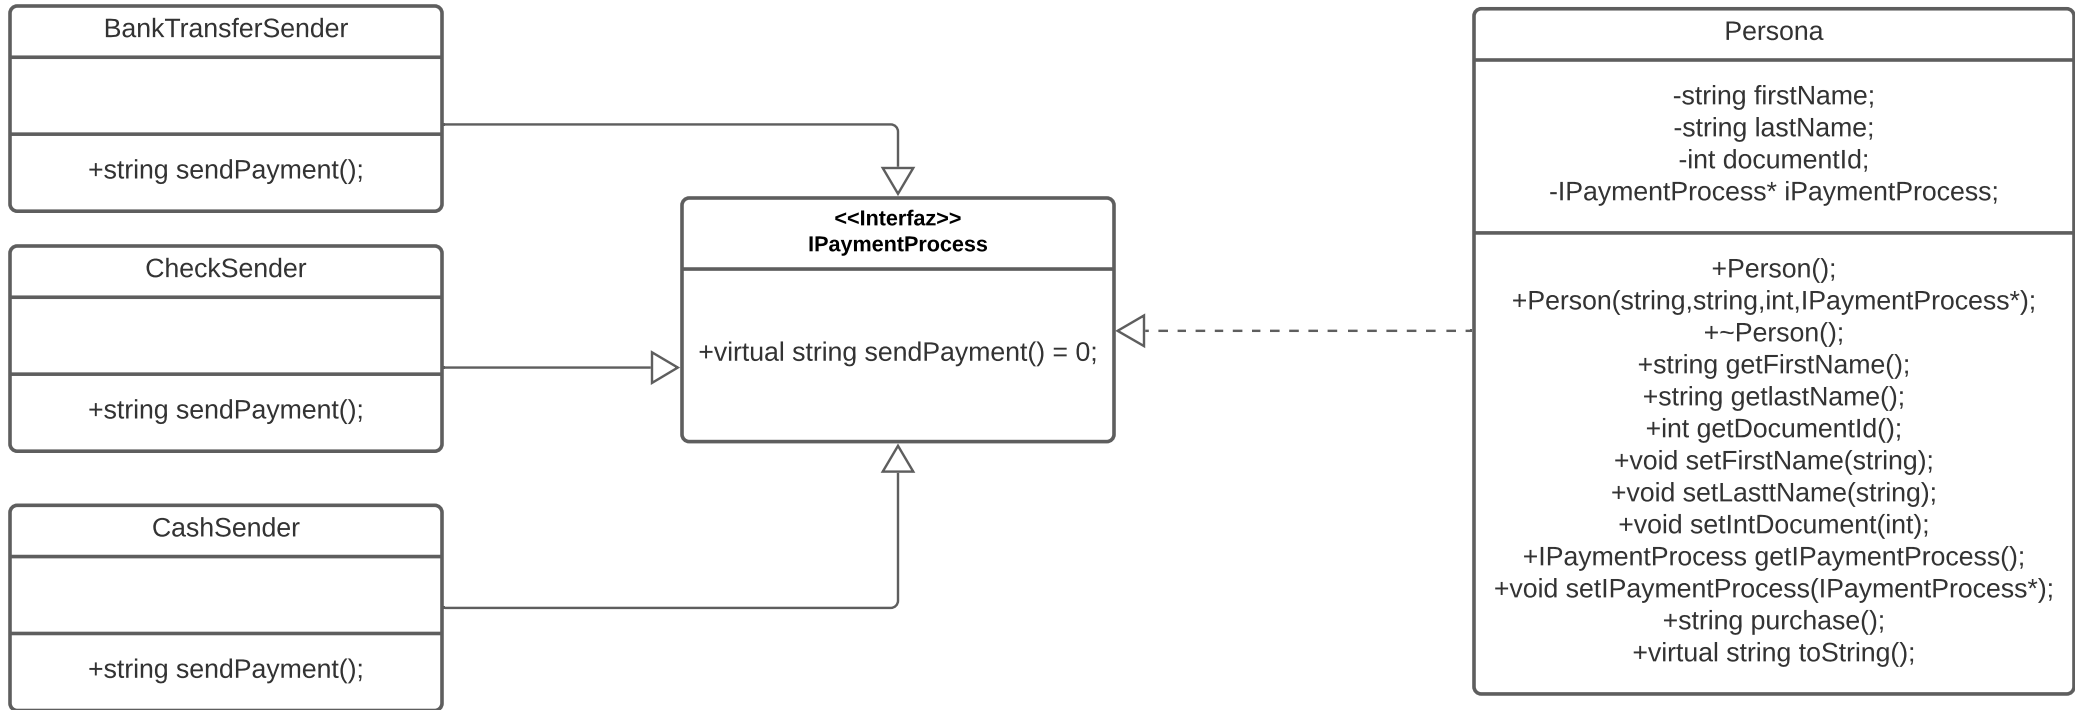 BankTransferSender
+string sendPayment();
CheckSender
+string sendPayment();
CashSender
+string sendPayment();
<<Interfaz>>
IPaymentProcess
+virtual string sendPayment() = 0;
Persona
-string firstName;
-string lastName;
-int documentId;
-IPaymentProcess* iPaymentProcess;
+Person();
+Person(string,string,int,IPaymentProcess*);
+~Person();
+string getFirstName();
+string getlastName();
+int getDocumentId();
+void setFirstName(string);
+void setLasttName(string);
+void setIntDocument(int);
+IPaymentProcess getIPaymentProcess();
+void setIPaymentProcess(IPaymentProcess*);
+string purchase();
+virtual string toString();